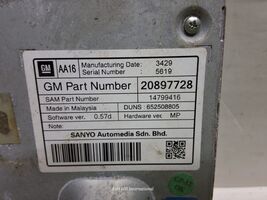 GM AA16 Manufacturing Date: 3429
Serial Number : 5619
GM Part Number 20897728
SAM Part Number : 14799416
Made in Malaysia DUNS : 652508805
Software ver. : 0.57d Hardware ver. : MP
NOTE :
SANYO Automedia Sdn. Bhd.